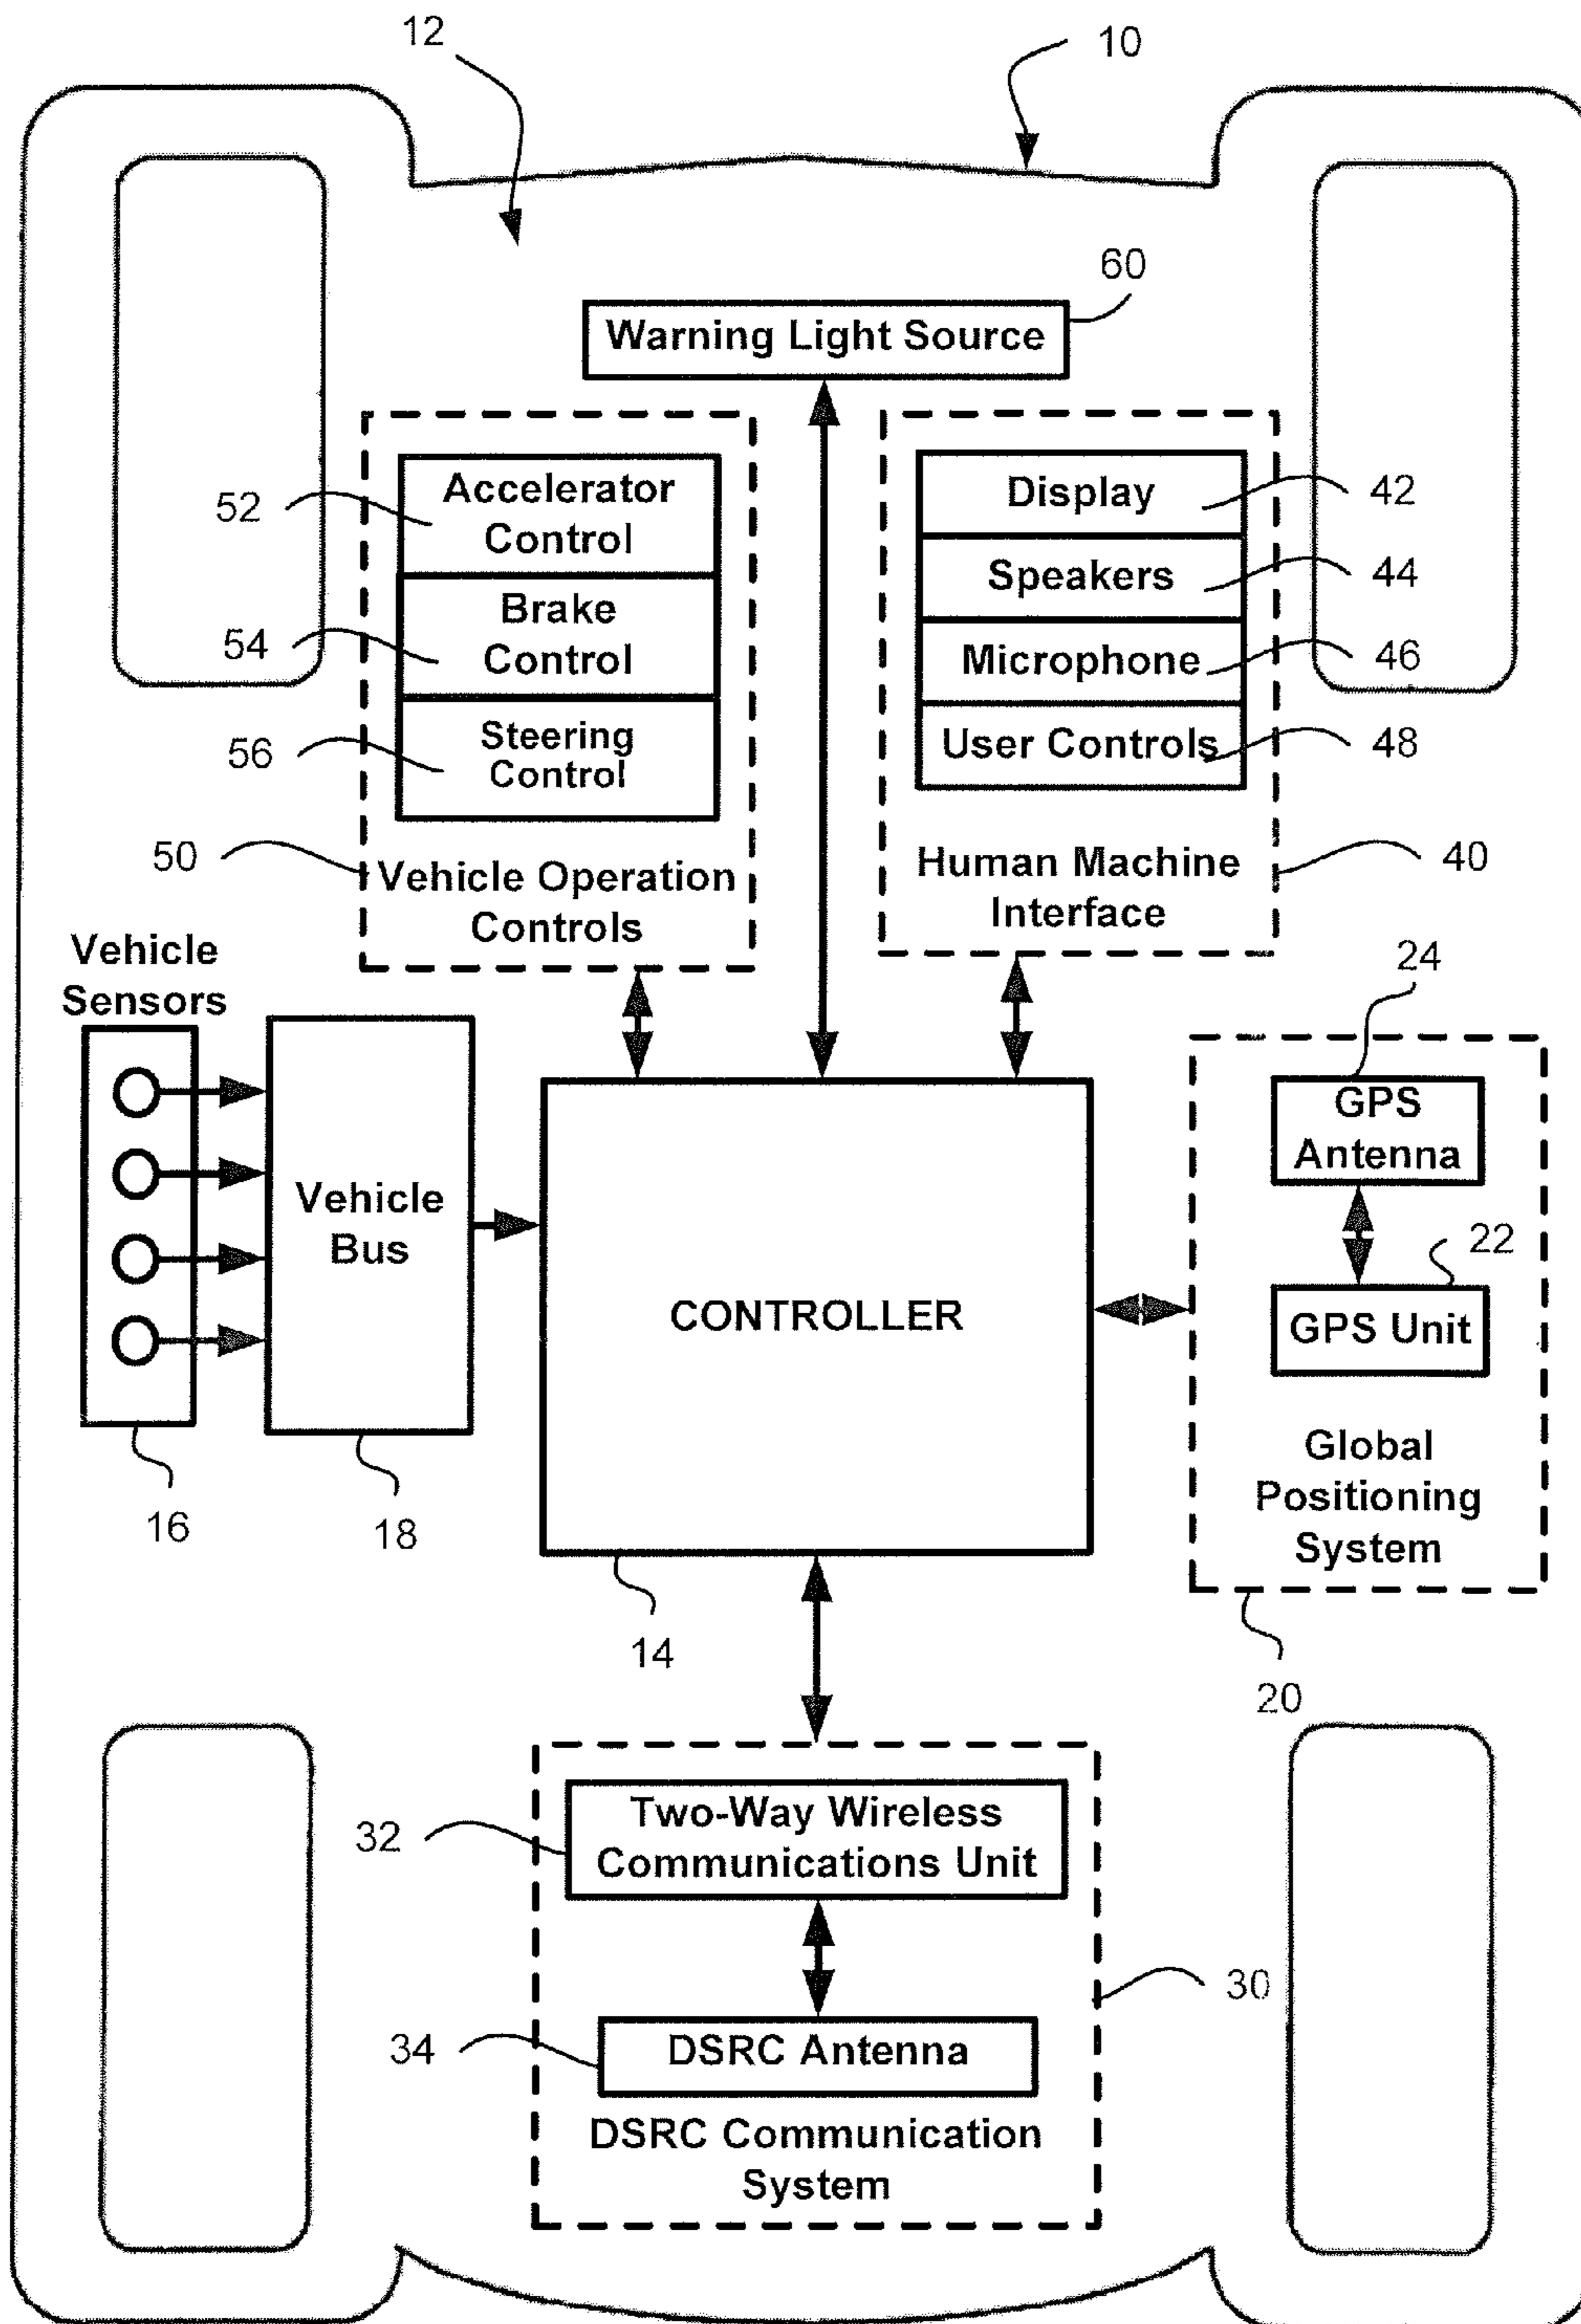 12
10
60
Warning Light Source
52
Accelerator
Control
54
Brake
Control
56
Steering
Control
50
Vehicle Operation
Controls
Display
42
Speakers
44
Microphone
46
User Controls
48
Human Machine
Interface
40
Vehicle
Sensors
16
Vehicle
Bus
18
CONTROLLER
14
24
GPS
Antenna
22
GPS Unit
Global
Positioning
System
20
32
Two-Way Wireless
Communications Unit
34
DSRC Antenna
30
DSRC Communication
System